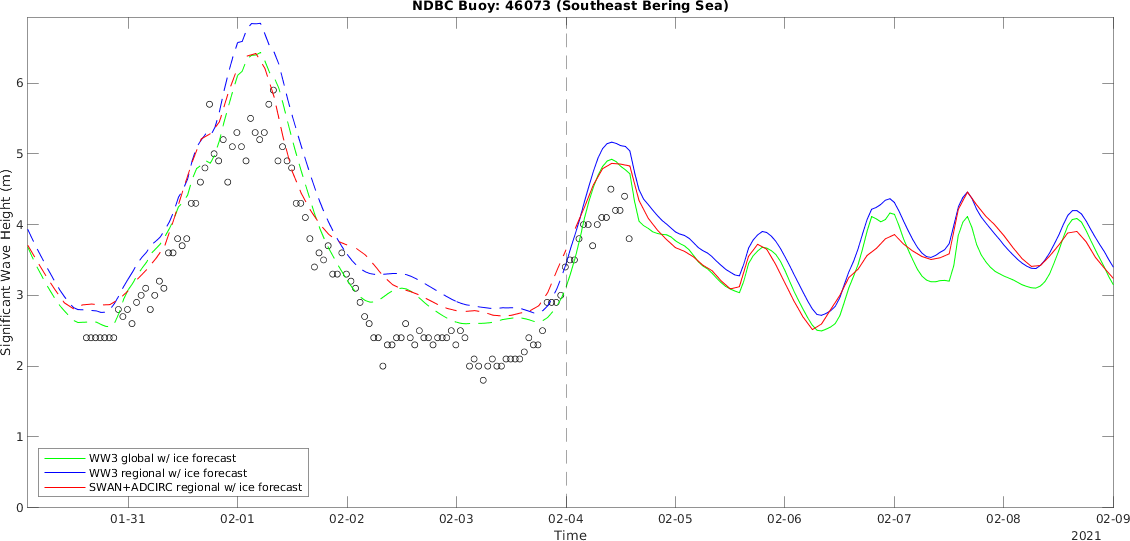 NDBC Buoy: 46073 (Southeast Bering Sea)
Significant Wave Height (m)
6
5
4
3
2
1
0
WW3 global w/ ice forecast
WW3 regional w/ ice forecast
SWAN+ADCIRC regional w/ ice forecast
01-31 02-01 02-02 02-03 02-04 02-05 02-06 02-07 02-08 02-09
Time
2021